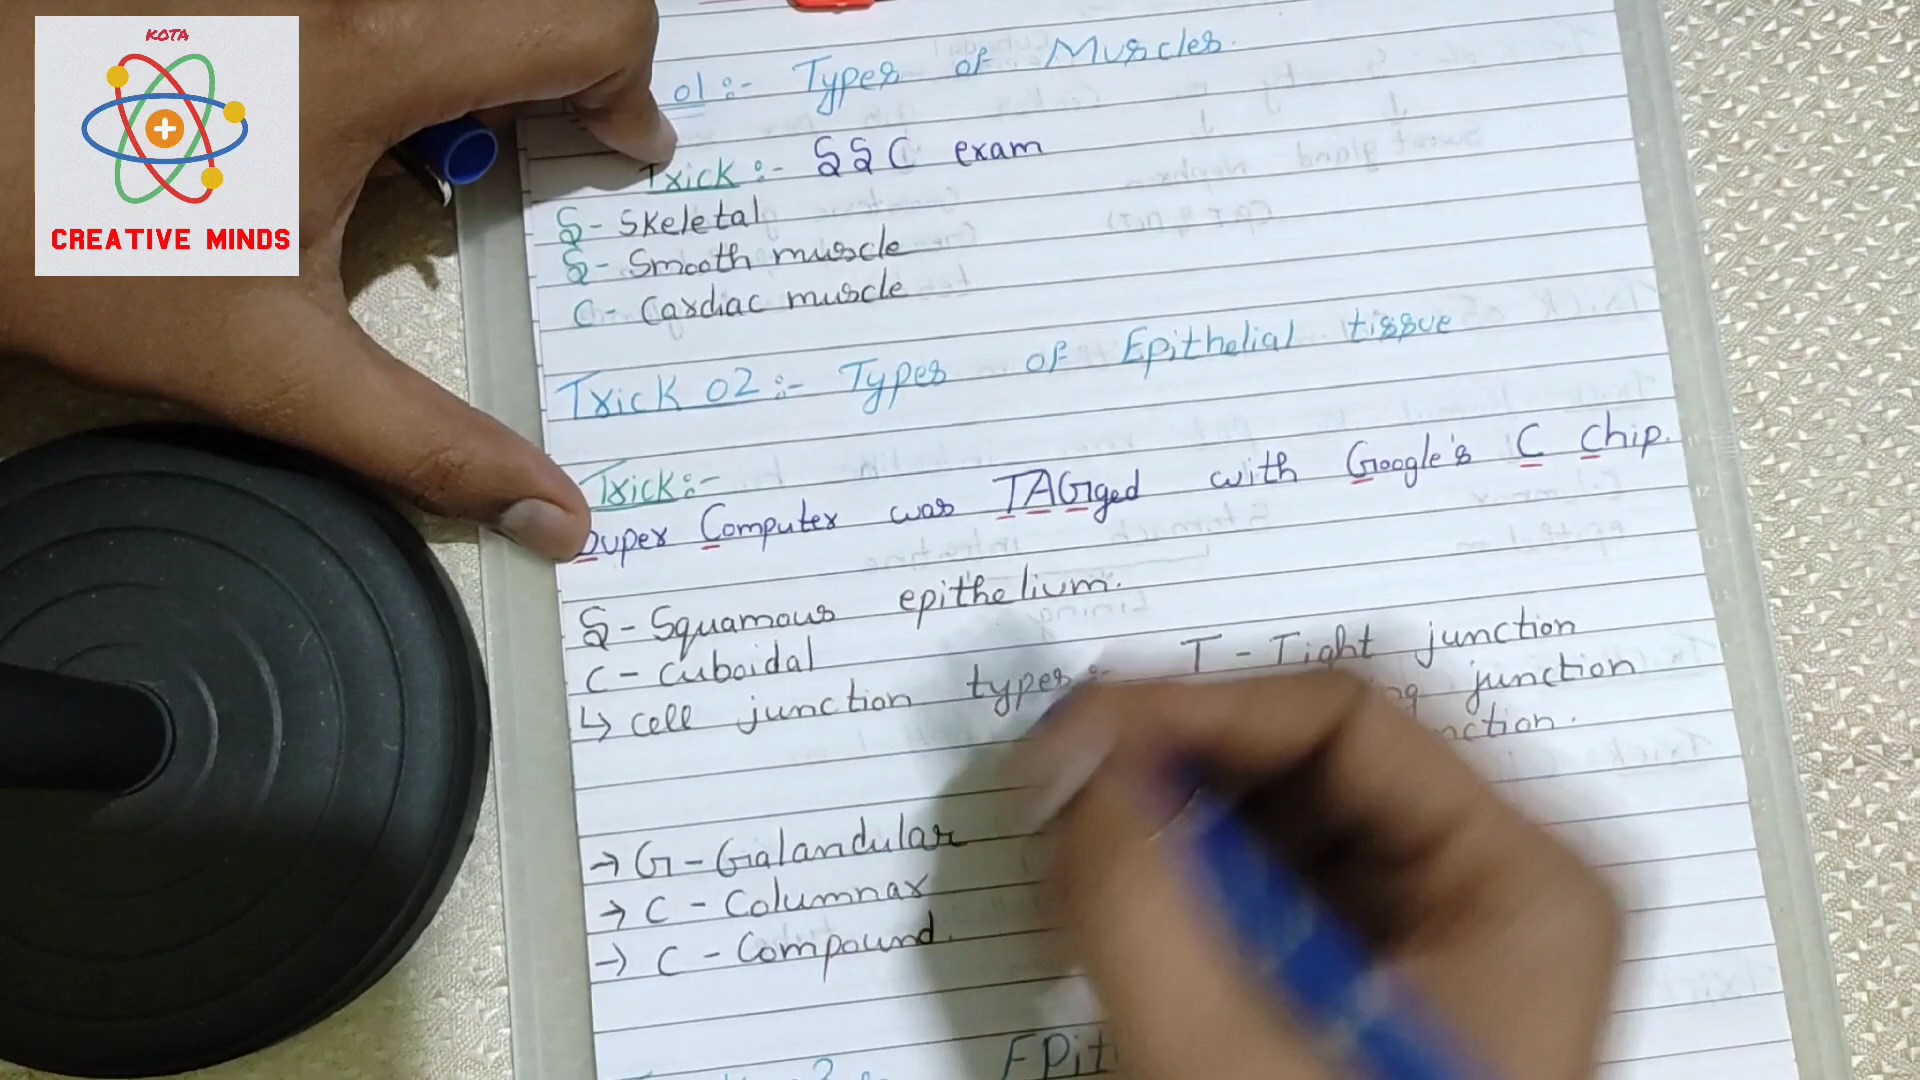 KOTA
CREATIVE MINDS
01:- Types of Muscles.
Trick:- SSC exam
S- Skeletal
S- Smooth muscle
C- Cardiac muscle
Trick 02:- Types of Epithelial tissue
Trick:-
Super Computer was TAGged with Google's C Chip.
S- Squamous epithelium.
C- Cuboidal
↳ cell junction types:- T- Tight junction
junction
→ G- Galandular
→ C- Columnar
→ C- Compound.